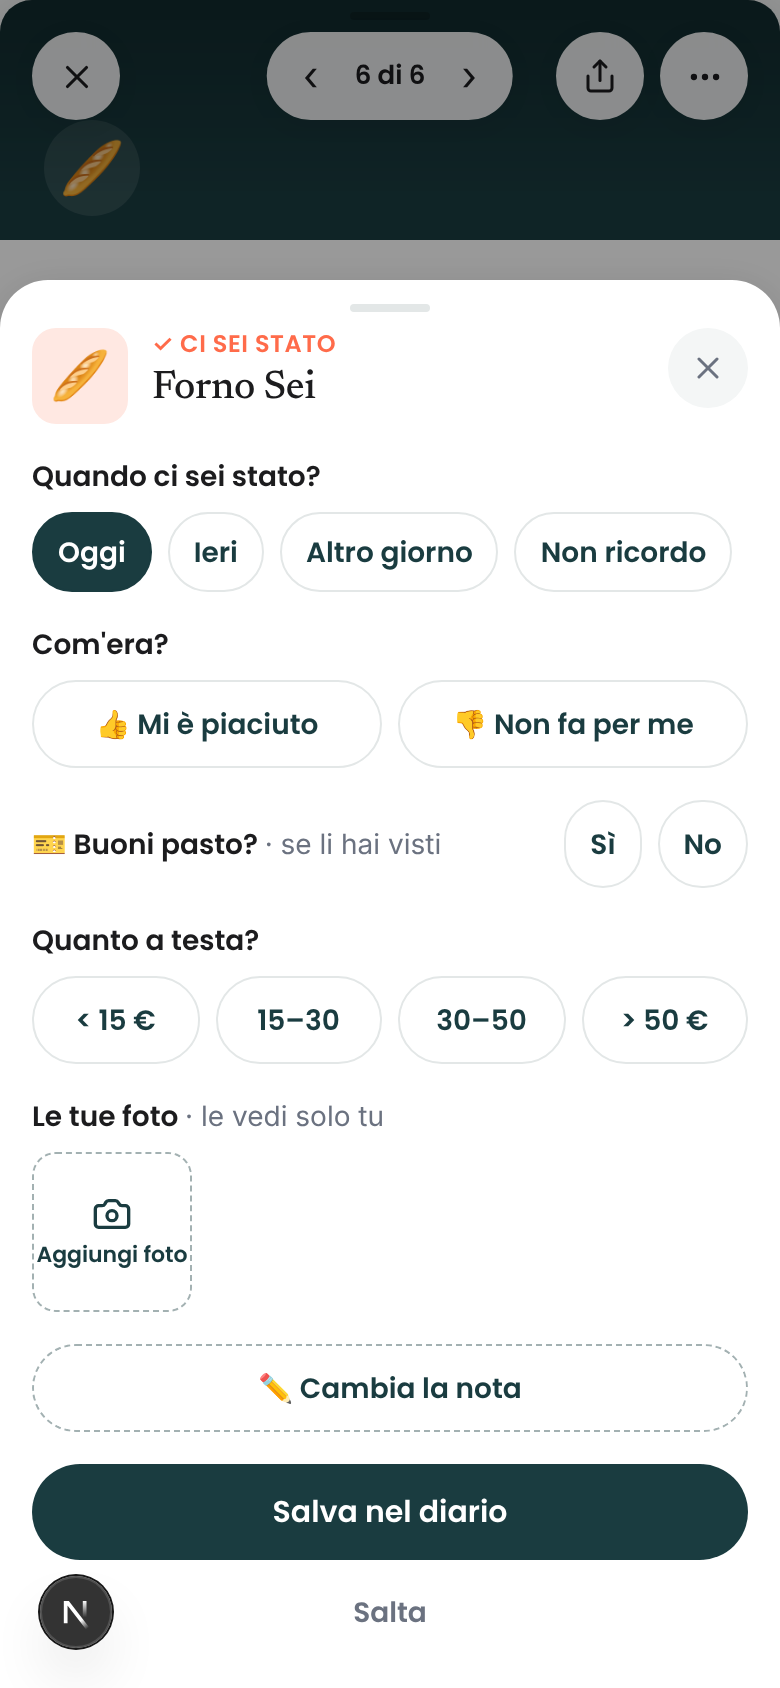 6 di 6
CI SEI STATO
Forno Sei
Quando ci sei stato?
Oggi Ieri Altro giorno Non ricordo
Com'era?
👍 Mi è piaciuto 👎 Non fa per me
🎫 Buoni pasto? · se li hai visti Sì No
Quanto a testa?
< 15 € 15–30 30–50 > 50 €
Le tue foto · le vedi solo tu
Aggiungi foto
✏️ Cambia la nota
Salva nel diario
N Salta